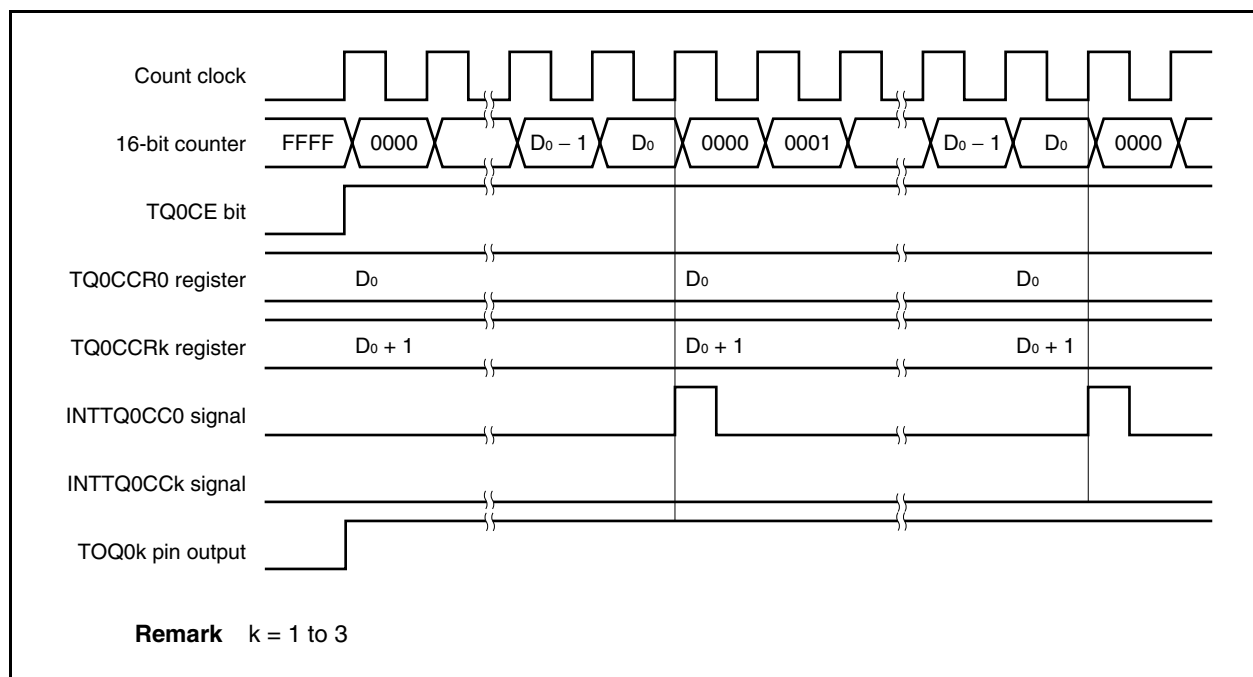 Count clock
16-bit counter FFFF 0000 D₀ − 1 D₀ 0000 0001 D₀ − 1 D₀ 0000
TQ0CE bit
TQ0CCR0 register D₀ D₀ D₀
TQ0CCRk register D₀ + 1 D₀ + 1 D₀ + 1
INTTQ0CC0 signal
INTTQ0CCk signal
TOQ0k pin output
Remark k = 1 to 3